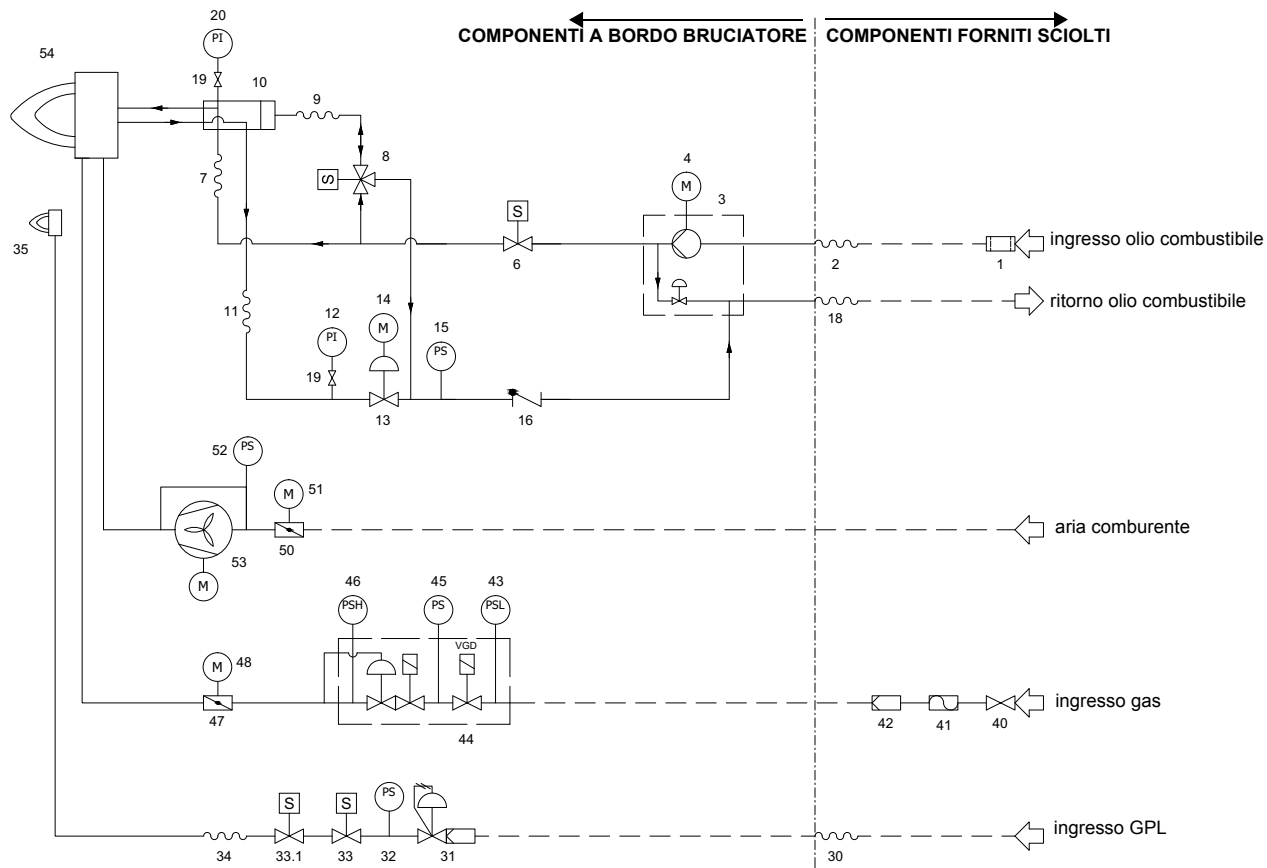 COMPONENTI A BORDO BRUCIATORE
COMPONENTI FORNITI SCIOLTI
20
PI
54
19
10
9
8
S
7
4
M
3
S
35
6
2
1
ingresso olio combustibile
18
ritorno olio combustibile
11
12
PI
14
M
15
PS
19
13
16
52
PS
M
51
53
50
M
aria comburente
46
PSH
45
PS
43
PSL
VGD
M
48
47
44
42
41
40
ingresso gas
S
S
PS
34
33.1
33
32
31
30
ingresso GPL